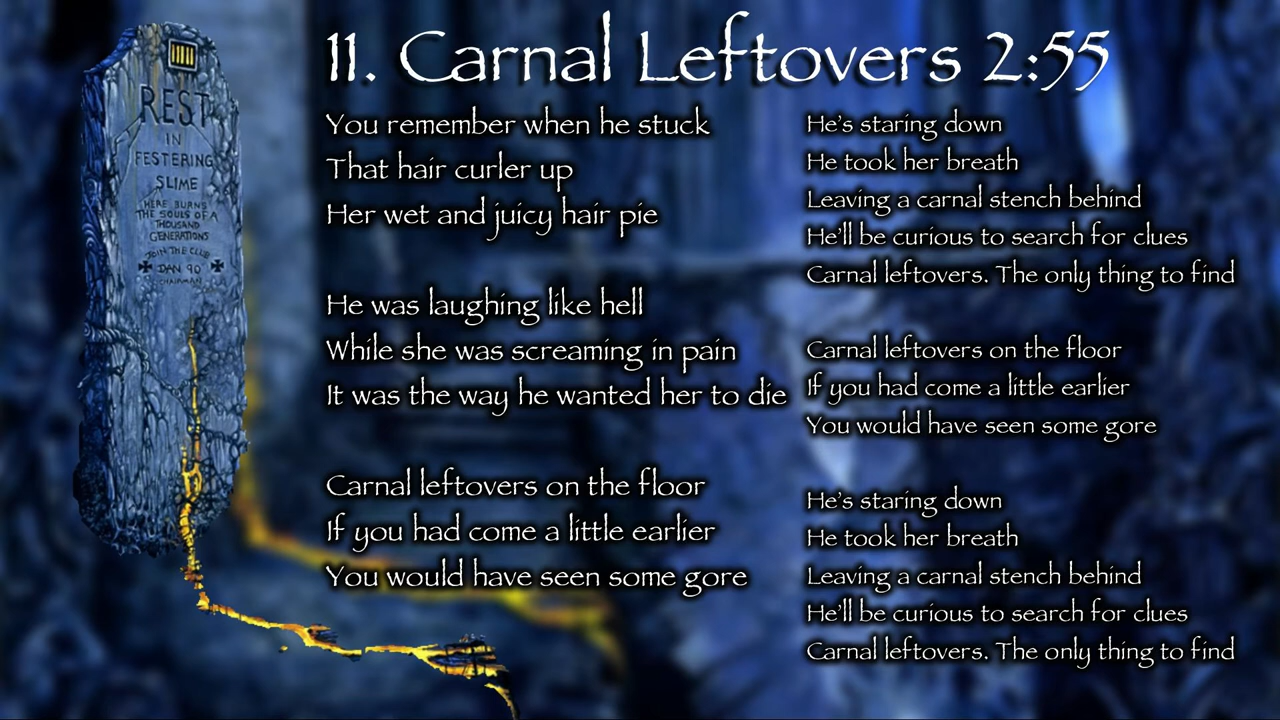 11. Carnal Leftovers 2:55
REST
IN
FESTERING
SLIME
HERE BURNS
THE SOULS OF A
THOUSAND
GENERATIONS
JOIN THE CLUB
DAN 90
CHAIRMAN
You remember when he stuck
That hair curler up
Her wet and juicy hair pie
He was laughing like hell
While she was screaming in pain
It was the way he wanted her to die
Carnal leftovers on the floor
If you had come a little earlier
You would have seen some gore
He's staring down
He took her breath
Leaving a carnal stench behind
He'll be curious to search for clues
Carnal leftovers. The only thing to find
Carnal leftovers on the floor
If you had come a little earlier
You would have seen some gore
He's staring down
He took her breath
Leaving a carnal stench behind
He'll be curious to search for clues
Carnal leftovers. The only thing to find